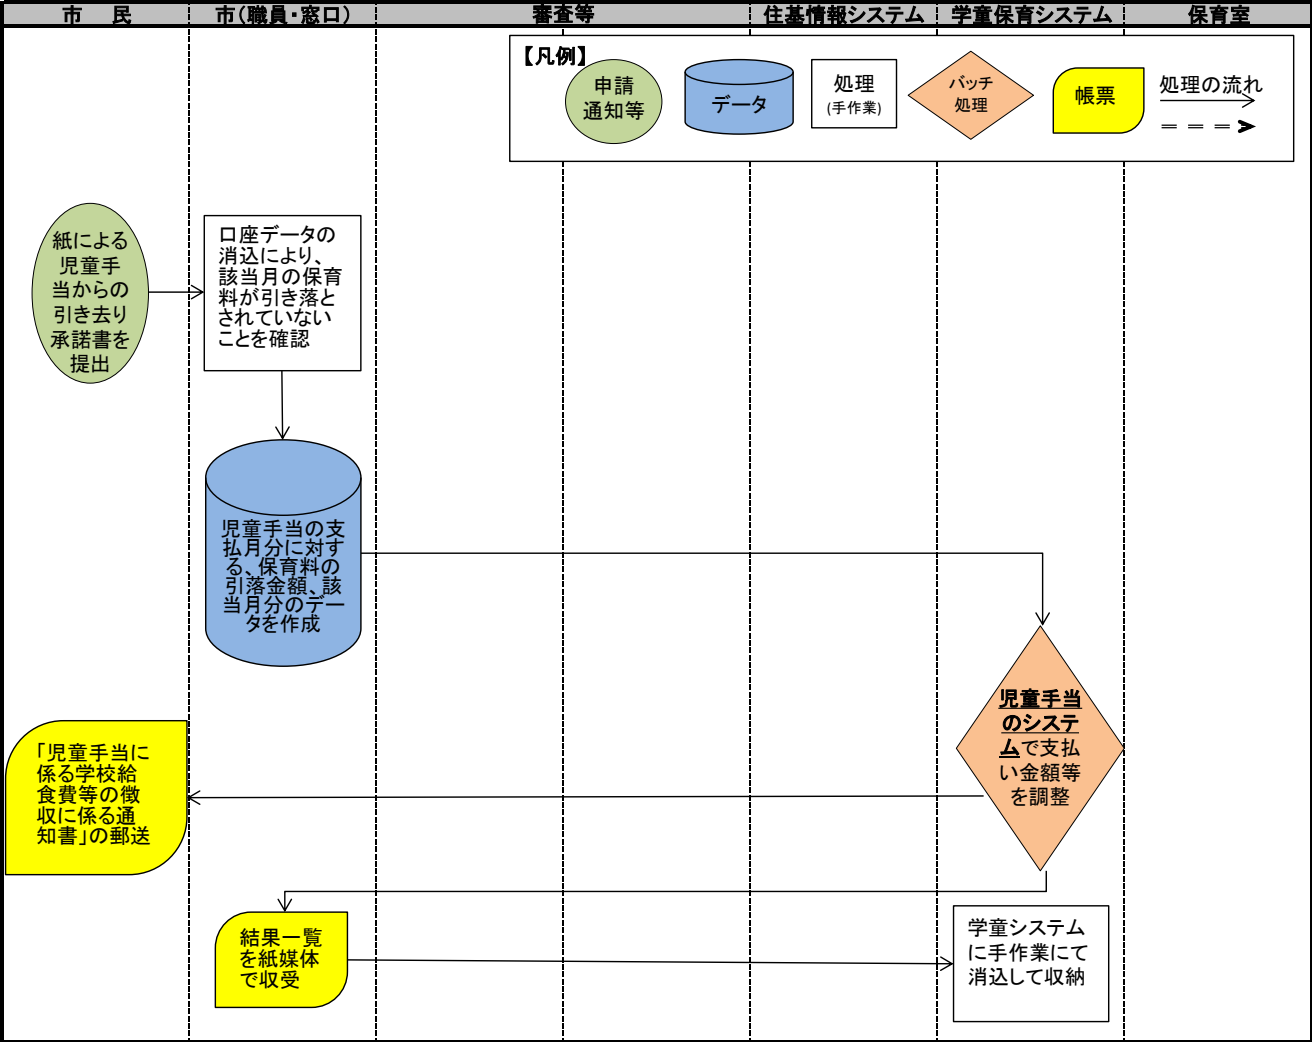 市　民
市（職員・窓口）
審査等
住基情報システム
学童保育システム
保育室
【凡例】
申請
通知等
データ
処理
(手作業)
バッチ
処理
帳票
処理の流れ
紙による
児童手
当からの
引き去り
承諾書を
提出
口座データの
消込により、
該当月の保育
料が引き落と
されていない
ことを確認
児童手当の支
払月分に対す
る、保育料の
引落金額、該
当月分のデー
タを作成
児童手当
のシステ
ムで支払
い金額等
を調整
「児童手当に
係る学校給
食費等の徴
収に係る通
知書」の郵送
結果一覧
を紙媒体
で収受
学童システム
に手作業にて
消込して収納